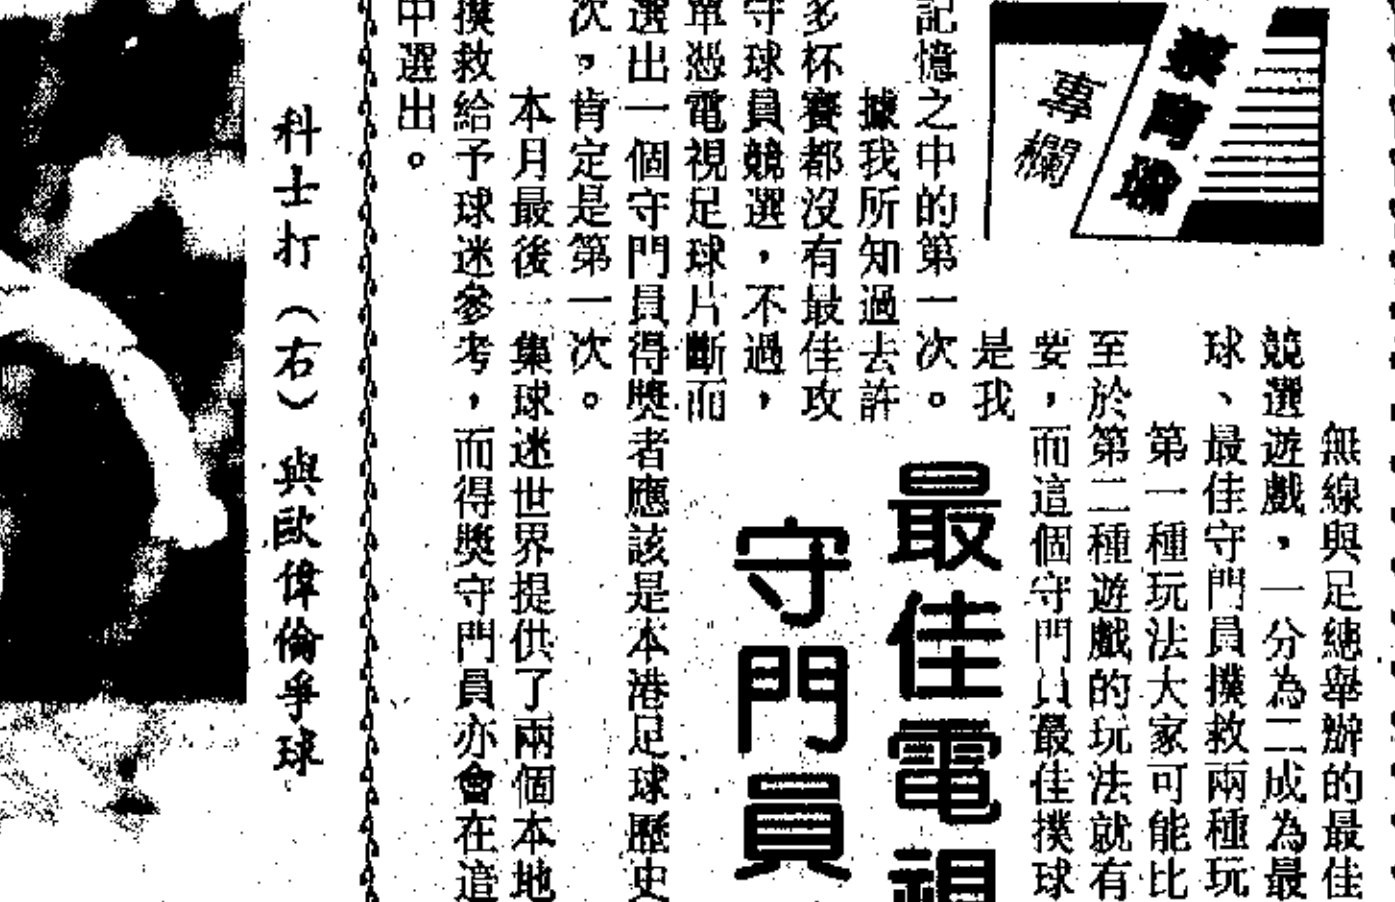 專欄
無線與足總舉辦的最佳
競選遊戲，一分為二成為最
球、最佳守門員撲救兩種玩
第一種玩法大家可能比
至於第二種遊戲的玩法就有
要，而這個守門員最佳撲球
是我
記憶之中的第一次。
據我所知過去許
多杯賽都沒有最佳攻
守球員競選，不過，
單憑電視足球片斷而
選出一個守門員得獎者應該是本港足球歷史
次，肯定是第一次。
本月最後一集球迷世界提供了兩個本地
撲救給予球迷參考，而得獎守門員亦會在這
中選出。
最佳電視
守門員
科士打（右）與歐偉倫爭球